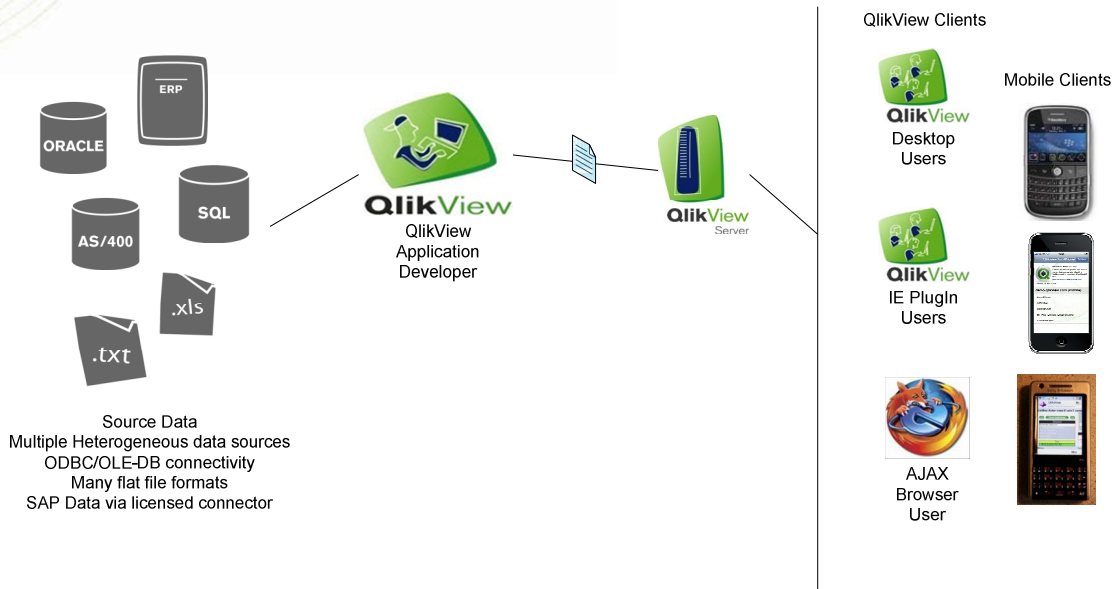 QlikView Clients
Mobile Clients
ERP
ORACLE
SQL
AS/400
.xls
.txt
Source Data
Multiple Heterogeneous data sources
ODBC/OLE-DB connectivity
Many flat file formats
SAP Data via licensed connector
QlikView
QlikView
Application
Developer
QlikView
Server
QlikView
Desktop
Users
QlikView
IE PlugIn
Users
AJAX
Browser
User